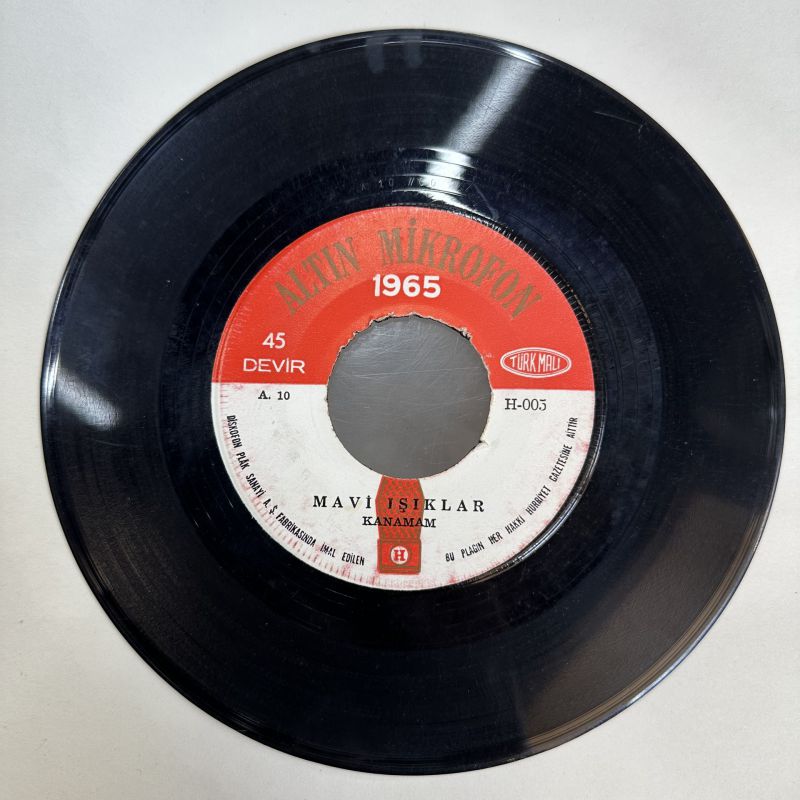 ALTIN MİKROFON
1965
45
DEVİR
TÜRK MALI
A. 10
H-003
DİSKOFON PLÂK SANAYİ A. Ş. FABRİKASINDA İMAL EDİLEN
BU PLAĞIN HER HAKKI HÜRRİYET GAZETESİNE AİTTİR
MAVİ IŞIKLAR
KANAMAM
H